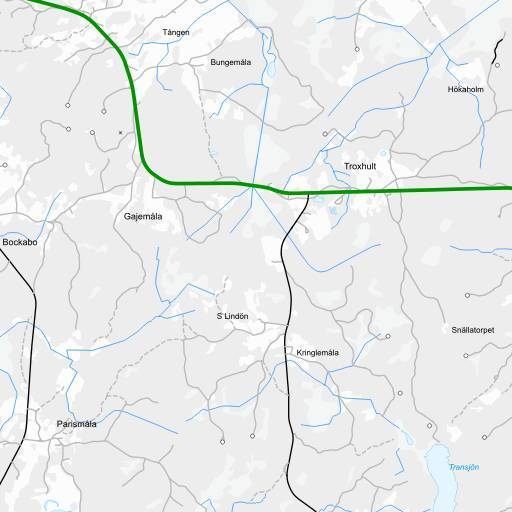 Tången
Bungemåla
Hökaholm
Troxhult
Gajemåla
Bockabo
S Lindön
Snällatorpet
Kringlemåla
Parismåla
Transjön